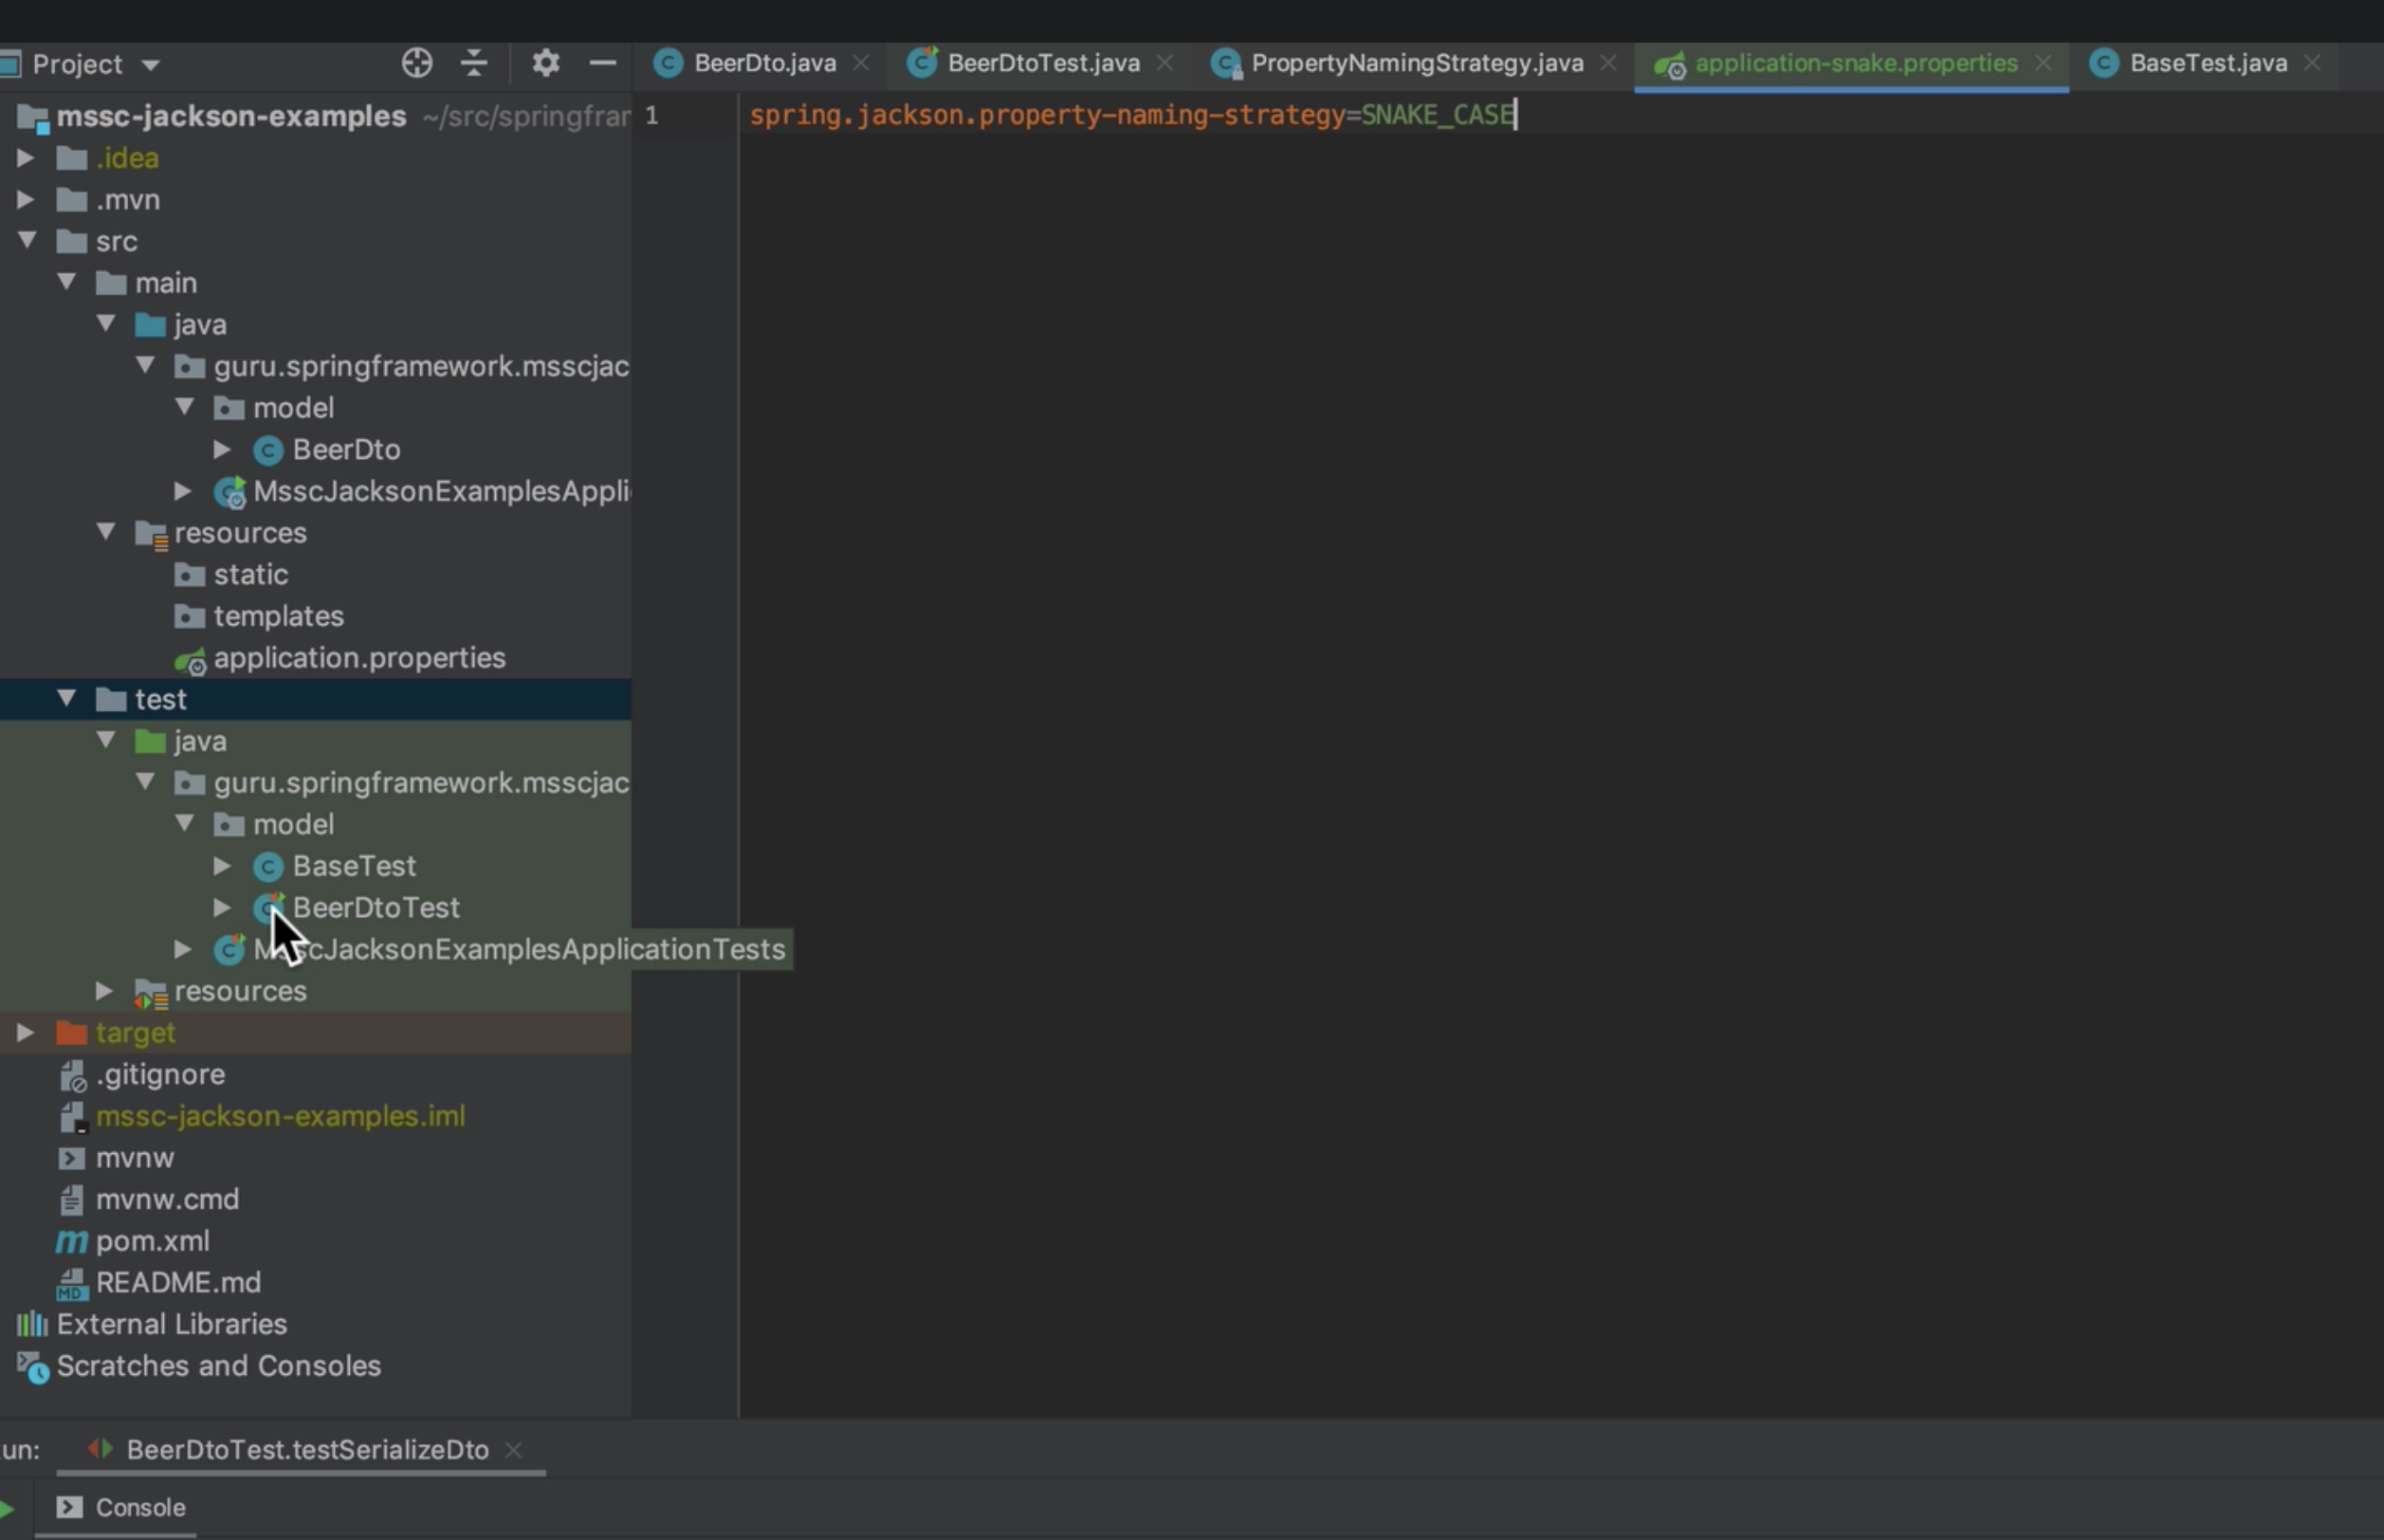 Project
BeerDto.java
BeerDtoTest.java
PropertyNamingStrategy.java
application-snake.properties
BaseTest.java
mssc-jackson-examples ~/src/springfran
1
spring.jackson.property-naming-strategy=SNAKE_CASE
.idea
.mvn
src
main
java
guru.springframework.msscjac
model
BeerDto
MsscJacksonExamplesAppli
resources
static
templates
application.properties
test
java
guru.springframework.msscjac
model
BaseTest
BeerDtoTest
MsscJacksonExamplesApplicationTests
resources
target
.gitignore
mssc-jackson-examples.iml
mvnw
mvnw.cmd
pom.xml
README.md
External Libraries
Scratches and Consoles
un:
BeerDtoTest.testSerializeDto
Console